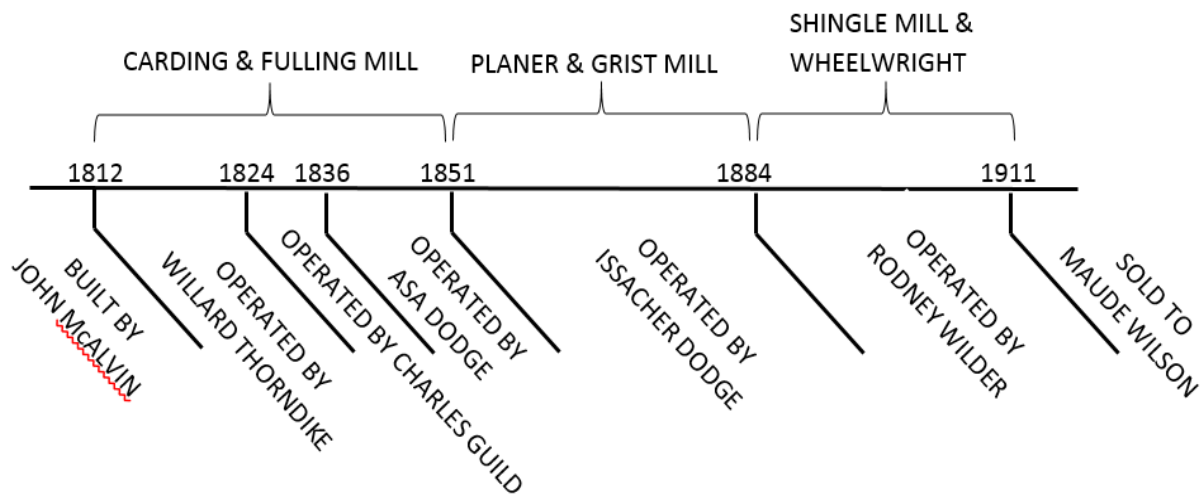 SHINGLE MILL &
WHEELWRIGHT
CARDING & FULLING MILL
PLANER & GRIST MILL
1812
1824
1836
1851
1884
1911
BUILT BY
JOHN McALVIN
OPERATED BY
WILLARD THORNDIKE
OPERATED BY CHARLES GUILD
OPERATED BY
ASA DODGE
OPERATED BY
ISSACHER DODGE
OPERATED BY
RODNEY WILDER
SOLD TO
MAUDE WILSON